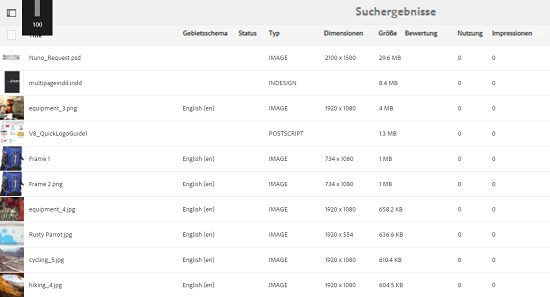 Suchergebnisse
100
Gebietsschema Status Typ Dimensionen Größe Bewertung Nutzung Impressionen
Nuno_Request.psd IMAGE 2100 x 1500 29.6 MB 0 0
multipageindd.indd INDESIGN 8.4 MB 0 0
equipment_3.png English (en) IMAGE 1920 x 1080 4 MB 0 0
V8_QuickLogoGuide1 POSTSCRIPT 1.3 MB 0 0
Frame 1 English (en) IMAGE 734 x 1080 1 MB 0 0
Frame 2.png English (en) IMAGE 734 x 1080 1 MB 0 0
equipment_4.jpg English (en) IMAGE 1920 x 1080 658.2 KB 0 0
Rusty Parrot.jpg English (en) IMAGE 1920 x 554 636.6 KB 0 0
cycling_5.jpg English (en) IMAGE 1920 x 1080 610.4 KB 0 0
hiking_4.jpg English (en) IMAGE 1920 x 1080 604.5 KB 0 0